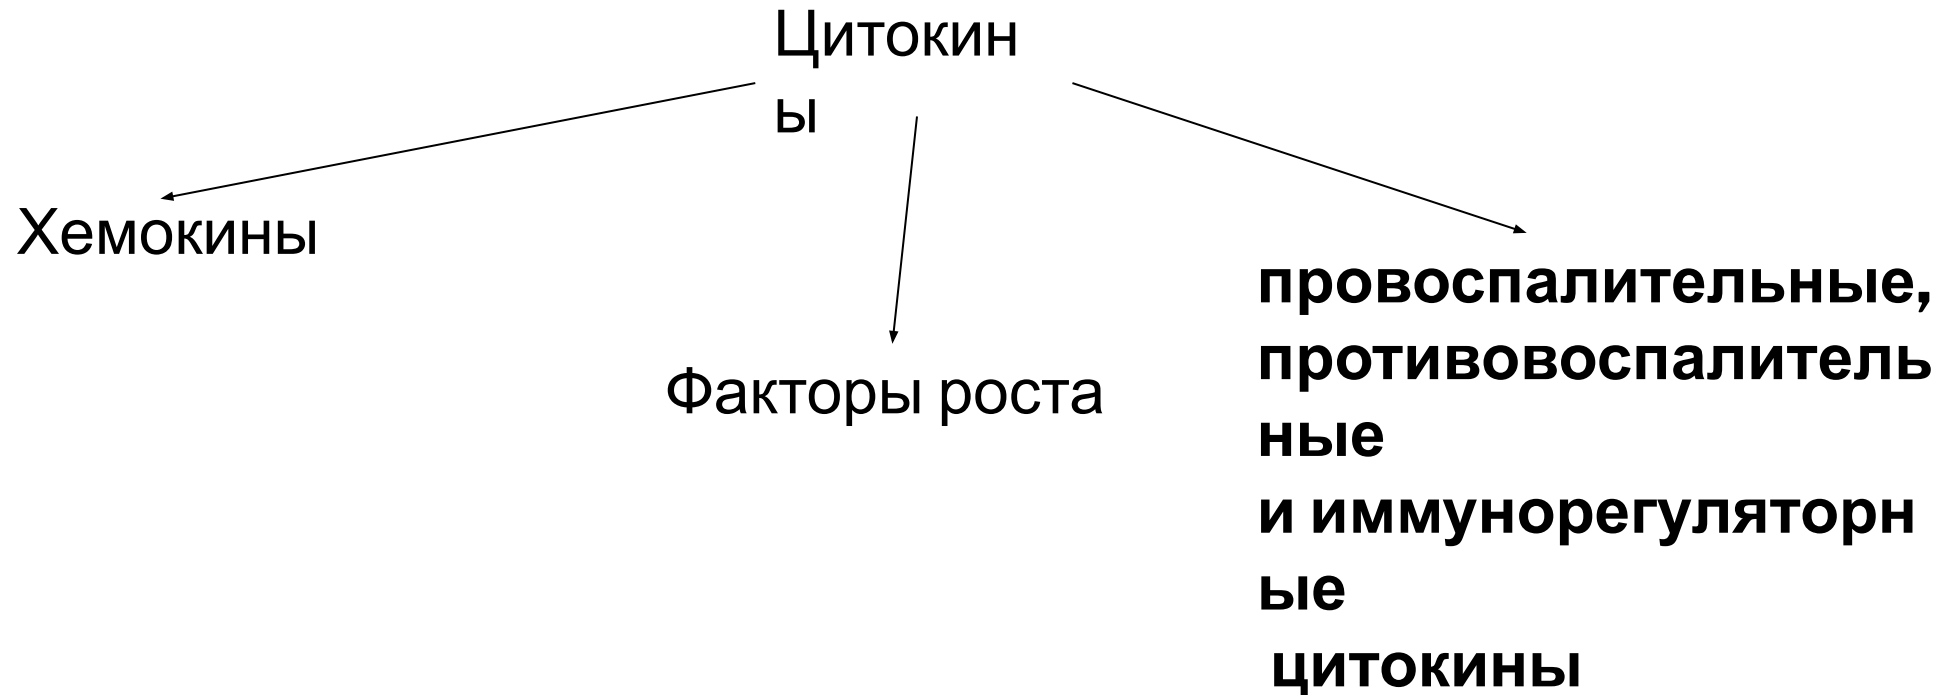 Цитокин
ы
Хемокины
Факторы роста
провоспалительные,
противовоспалитель
ные
и иммунорегуляторн
ые
цитокины